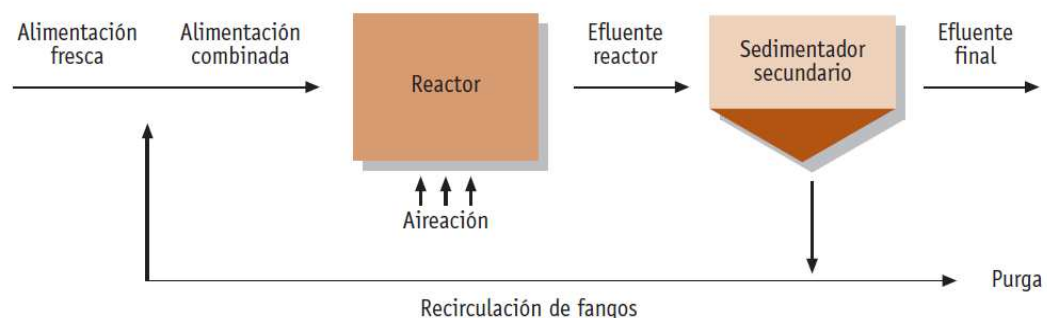 Alimentación
fresca
Alimentación
combinada
Reactor
Efluente
reactor
Sedimentador
secundario
Efluente
final
Aireación
Purga
Recirculación de fangos